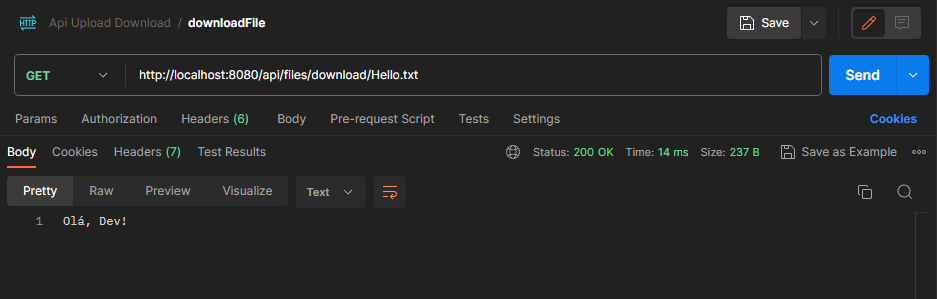 HTTP Api Upload Download / downloadFile Save
GET http://localhost:8080/api/files/download/Hello.txt Send
Params Authorization Headers (6) Body Pre-request Script Tests Settings Cookies
Body Cookies Headers (7) Test Results Status: 200 OK Time: 14 ms Size: 237 B Save as Example
Pretty Raw Preview Visualize Text
1 Olá, Dev!